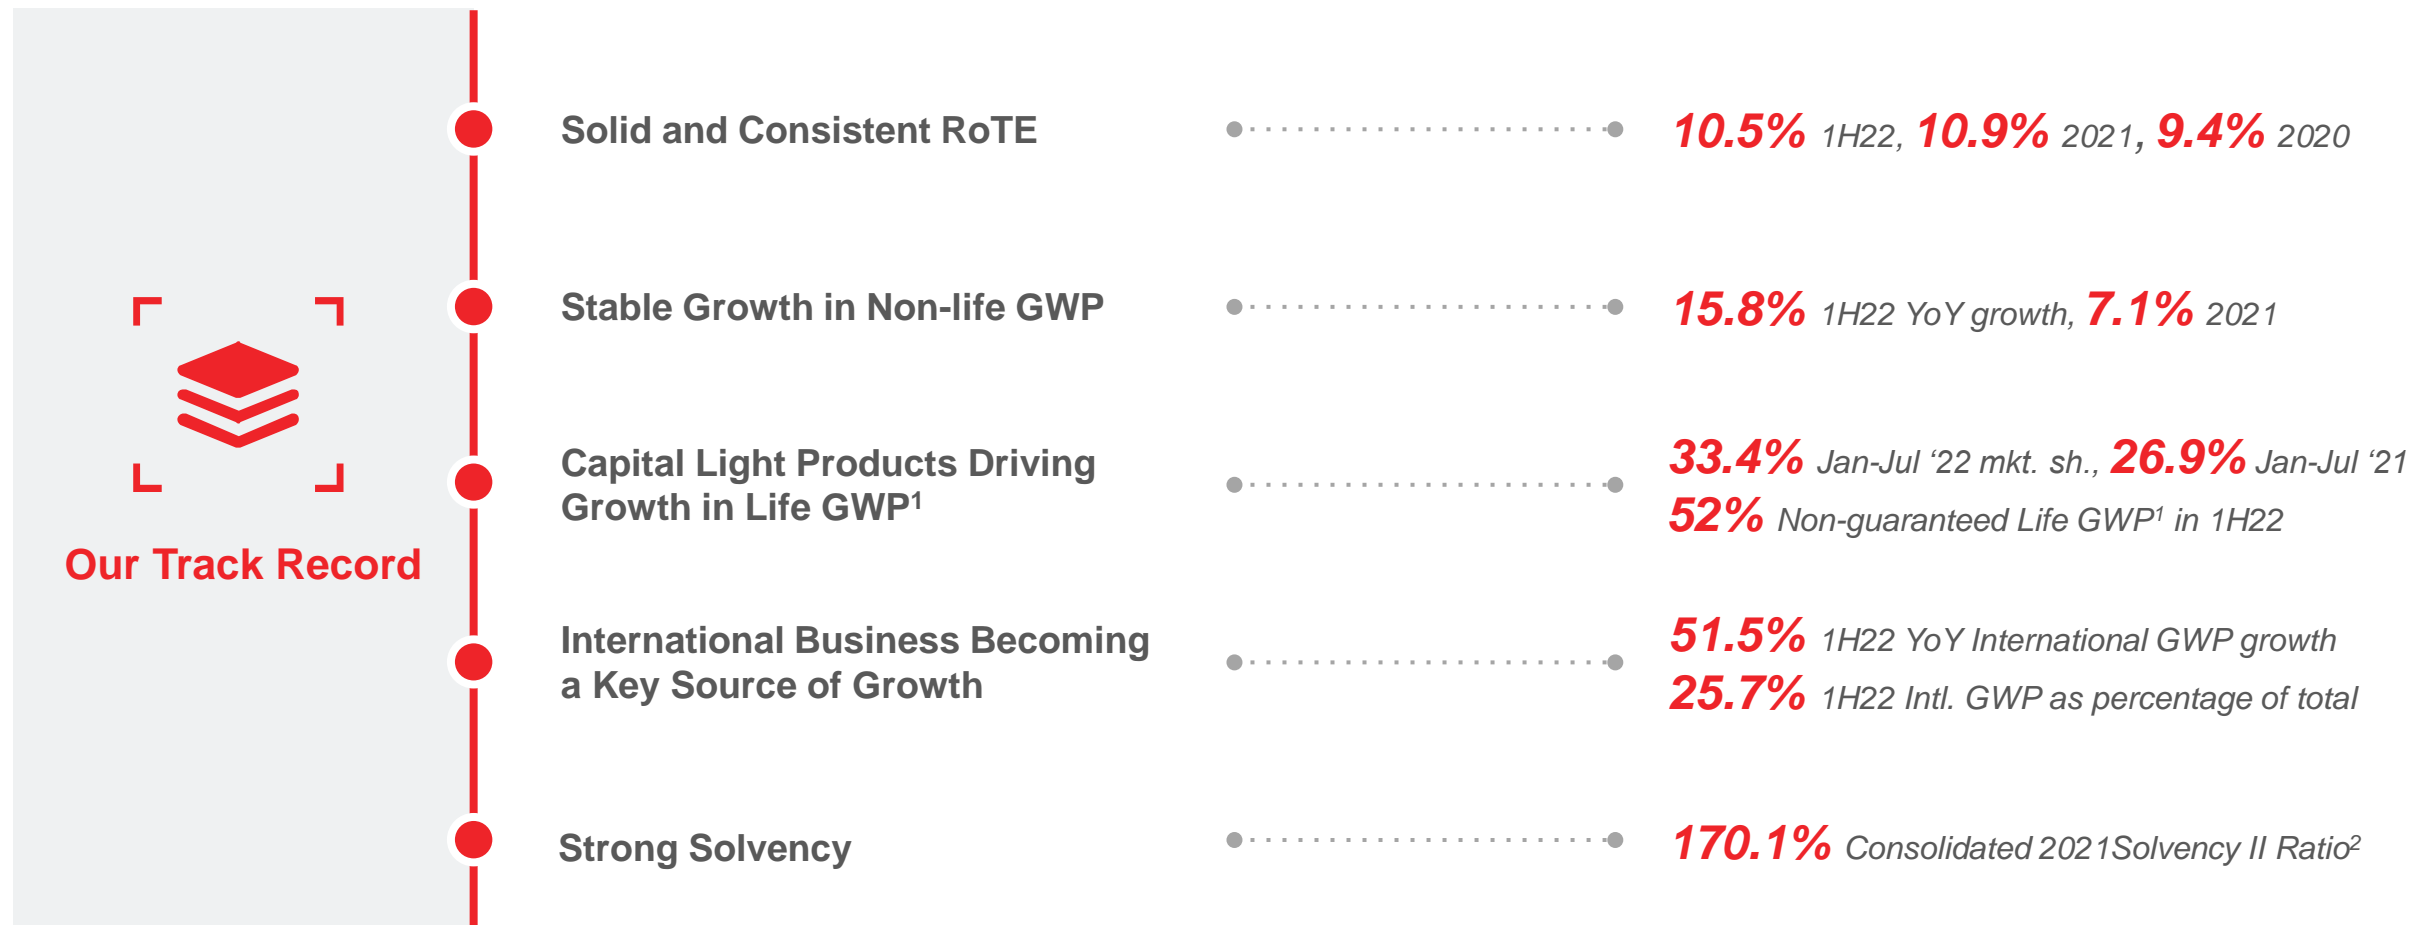 Our Track Record
Solid and Consistent RoTE
10.5% 1H22, 10.9% 2021, 9.4% 2020
Stable Growth in Non-life GWP
15.8% 1H22 YoY growth, 7.1% 2021
Capital Light Products Driving
Growth in Life GWP¹
33.4% Jan-Jul ‘22 mkt. sh., 26.9% Jan-Jul ‘21
52% Non-guaranteed Life GWP¹ in 1H22
International Business Becoming
a Key Source of Growth
51.5% 1H22 YoY International GWP growth
25.7% 1H22 Intl. GWP as percentage of total
Strong Solvency
170.1% Consolidated 2021Solvency II Ratio²